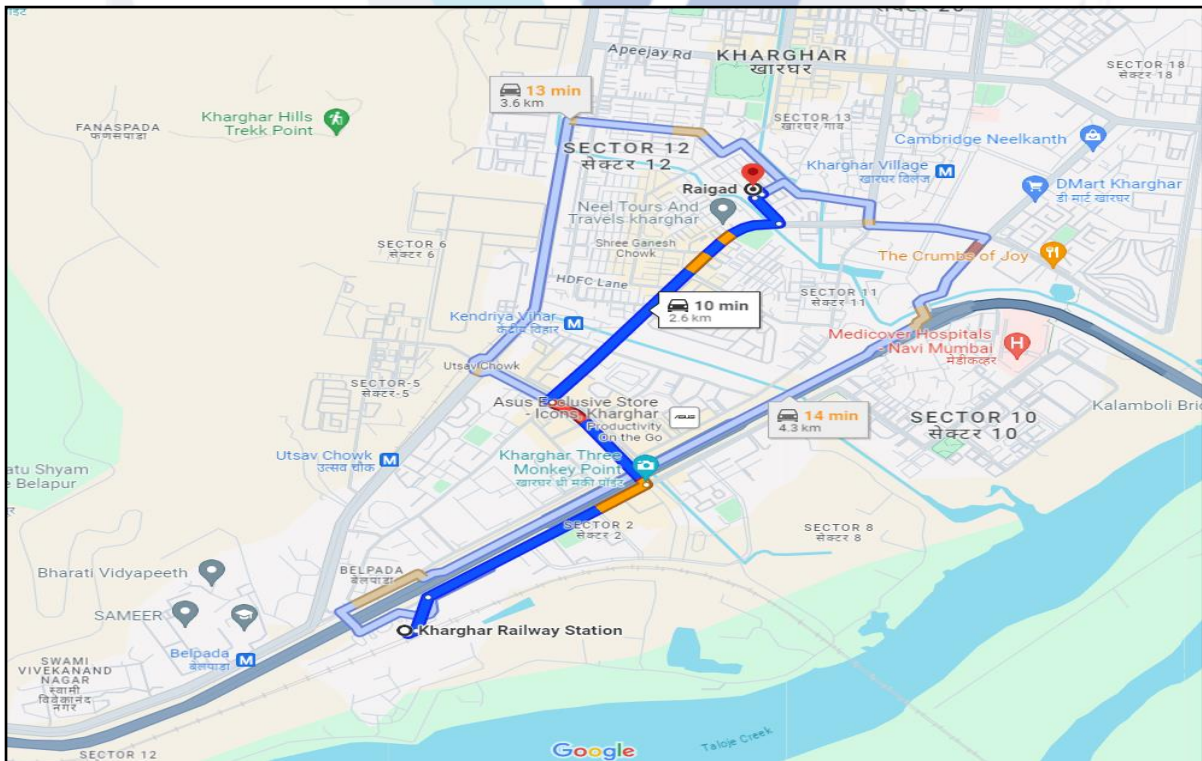 सेक्टर 20
Apeejay Rd
KHARGHAR
खारघर
SECTOR 18
सेक्टर 18
13 min
3.6 km
Kharghar Hills
Trekk Point
FANASPADA
फणसपाडा
SECTOR 13
खारघर गाव
Cambridge Neelkanth
SECTOR 12
सेक्टर 12
Kharghar Village
खारघर विलेज
M
Raigad
DMart Kharghar
डी मार्ट खारघर
Neel Tours And
Travels kharghar
SECTOR 6
सेक्टर 6
Shree Ganesh
Chowk
The Crumbs of Joy
HDFC Lane
SECTOR 11
सेक्टर 11
10 min
2.6 km
Kendriya Vihar
केंद्रीय विहार
M
Medicover Hospitals
- Navi Mumbai
मेडीकव्हर
H
Utsav Chowk
SECTOR-5
सेक्टर-5
Asus Exclusive Store
- Icons, Kharghar
Productivity
On the Go
ASUS
14 min
4.3 km
SECTOR 10
सेक्टर 10
Kalamboli Bri
Utsav Chowk
उत्सव चौक
M
Kharghar Three
Monkey Point
खारघर थ्री मंकी पॉइंट
atu Shyam
e Belapur
SECTOR 2
सेक्टर 2
SECTOR 8
सेक्टर 8
Bharati Vidyapeeth
BELPADA
बेलपाडा
SAMEER
Kharghar Railway Station
Belpada
बेलपाडा
M
SWAMI
VIVEKANAND
NAGAR
स्वामी
विवेकानंद
नगर
Taloje Creek
Google
SECTOR 12